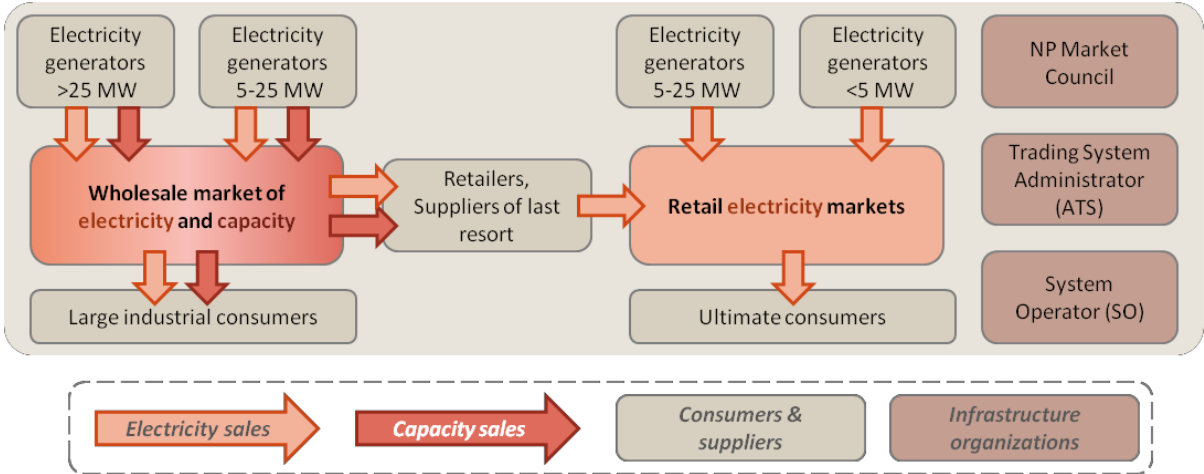 Electricity
generators
>25 MW
Electricity
generators
5-25 MW
Electricity
generators
5-25 MW
Electricity
generators
<5 MW
NP Market
Council
Wholesale market of
electricity and capacity
Retailers,
Suppliers of last
resort
Retail electricity markets
Trading System
Administrator
(ATS)
Large industrial consumers
Ultimate consumers
System
Operator (SO)
Electricity sales
Capacity sales
Consumers &
suppliers
Infrastructure
organizations